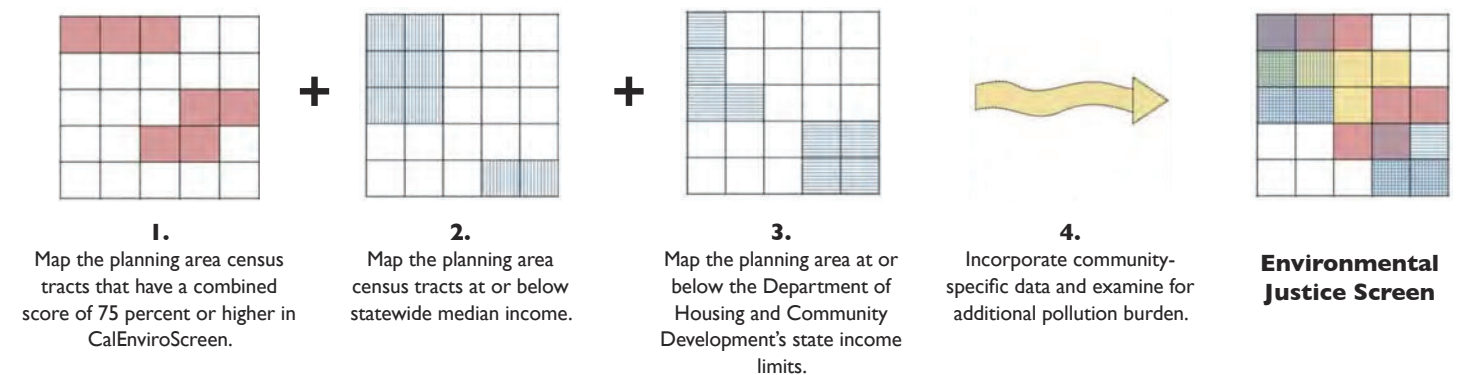 +
+
1.
Map the planning area census
tracts that have a combined
score of 75 percent or higher in
CalEnviroScreen.
2.
Map the planning area
census tracts at or below
statewide median income.
3.
Map the planning area at or
below the Department of
Housing and Community
Development's state income
limits.
4.
Incorporate community-
specific data and examine for
additional pollution burden.
Environmental
Justice Screen